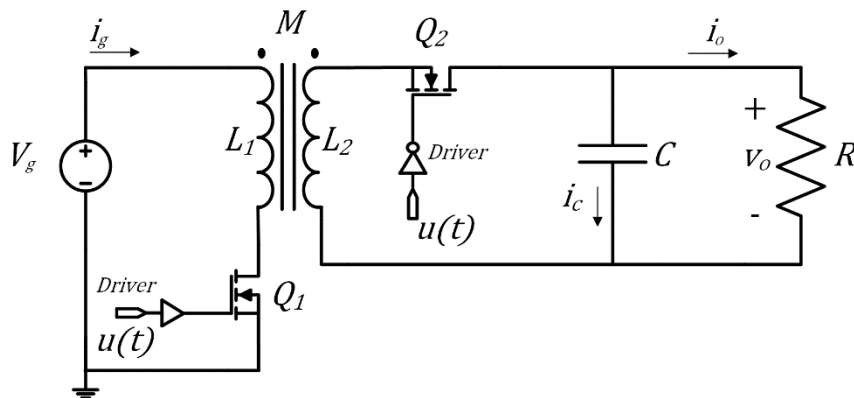 i_g
M
Q_2
i_o
V_g
+
-
L_1
L_2
Driver
u(t)
C
i_c
+
v_o
-
R
Driver
u(t)
Q_1